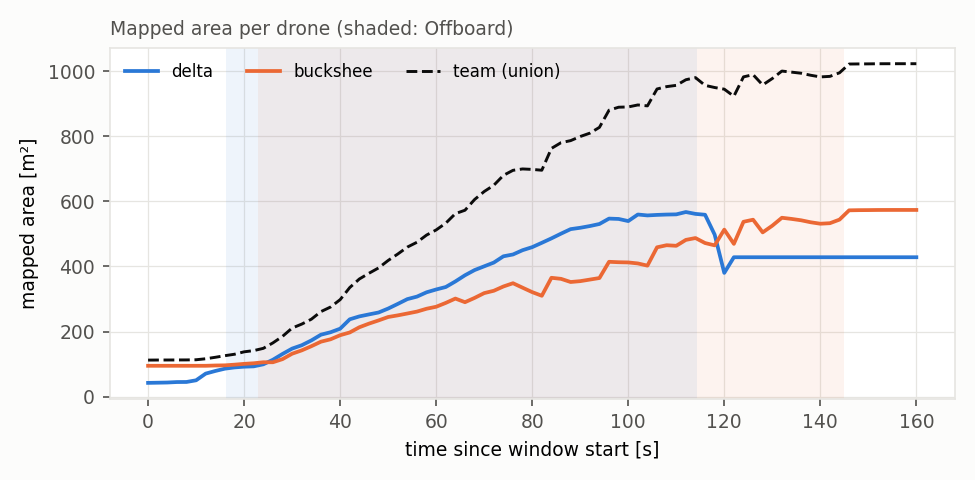 Mapped area per drone (shaded: Offboard)
delta
buckshee
team (union)
mapped area [m²]
1000
800
600
400
200
0
0 20 40 60 80 100 120 140 160
time since window start [s]